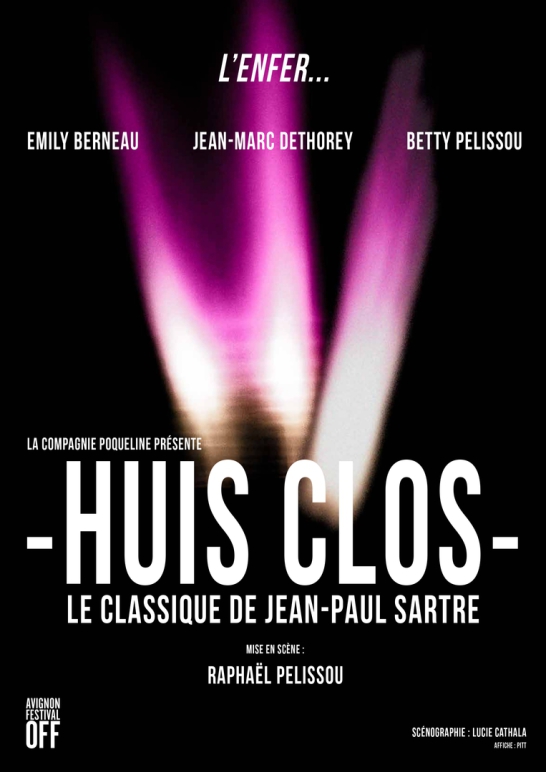 L'ENFER...
EMILY BERNEAU JEAN-MARC DETHOREY BETTY PELISSOU
LA COMPAGNIE POQUELINE PRÉSENTE
-HUIS CLOS-
LE CLASSIQUE DE JEAN-PAUL SARTRE
MISE EN SCÈNE :
RAPHAËL PELISSOU
AVIGNON
FESTIVAL
OFF
SCÉNOGRAPHIE : LUCIE CATHALA
AFFICHE : PITT